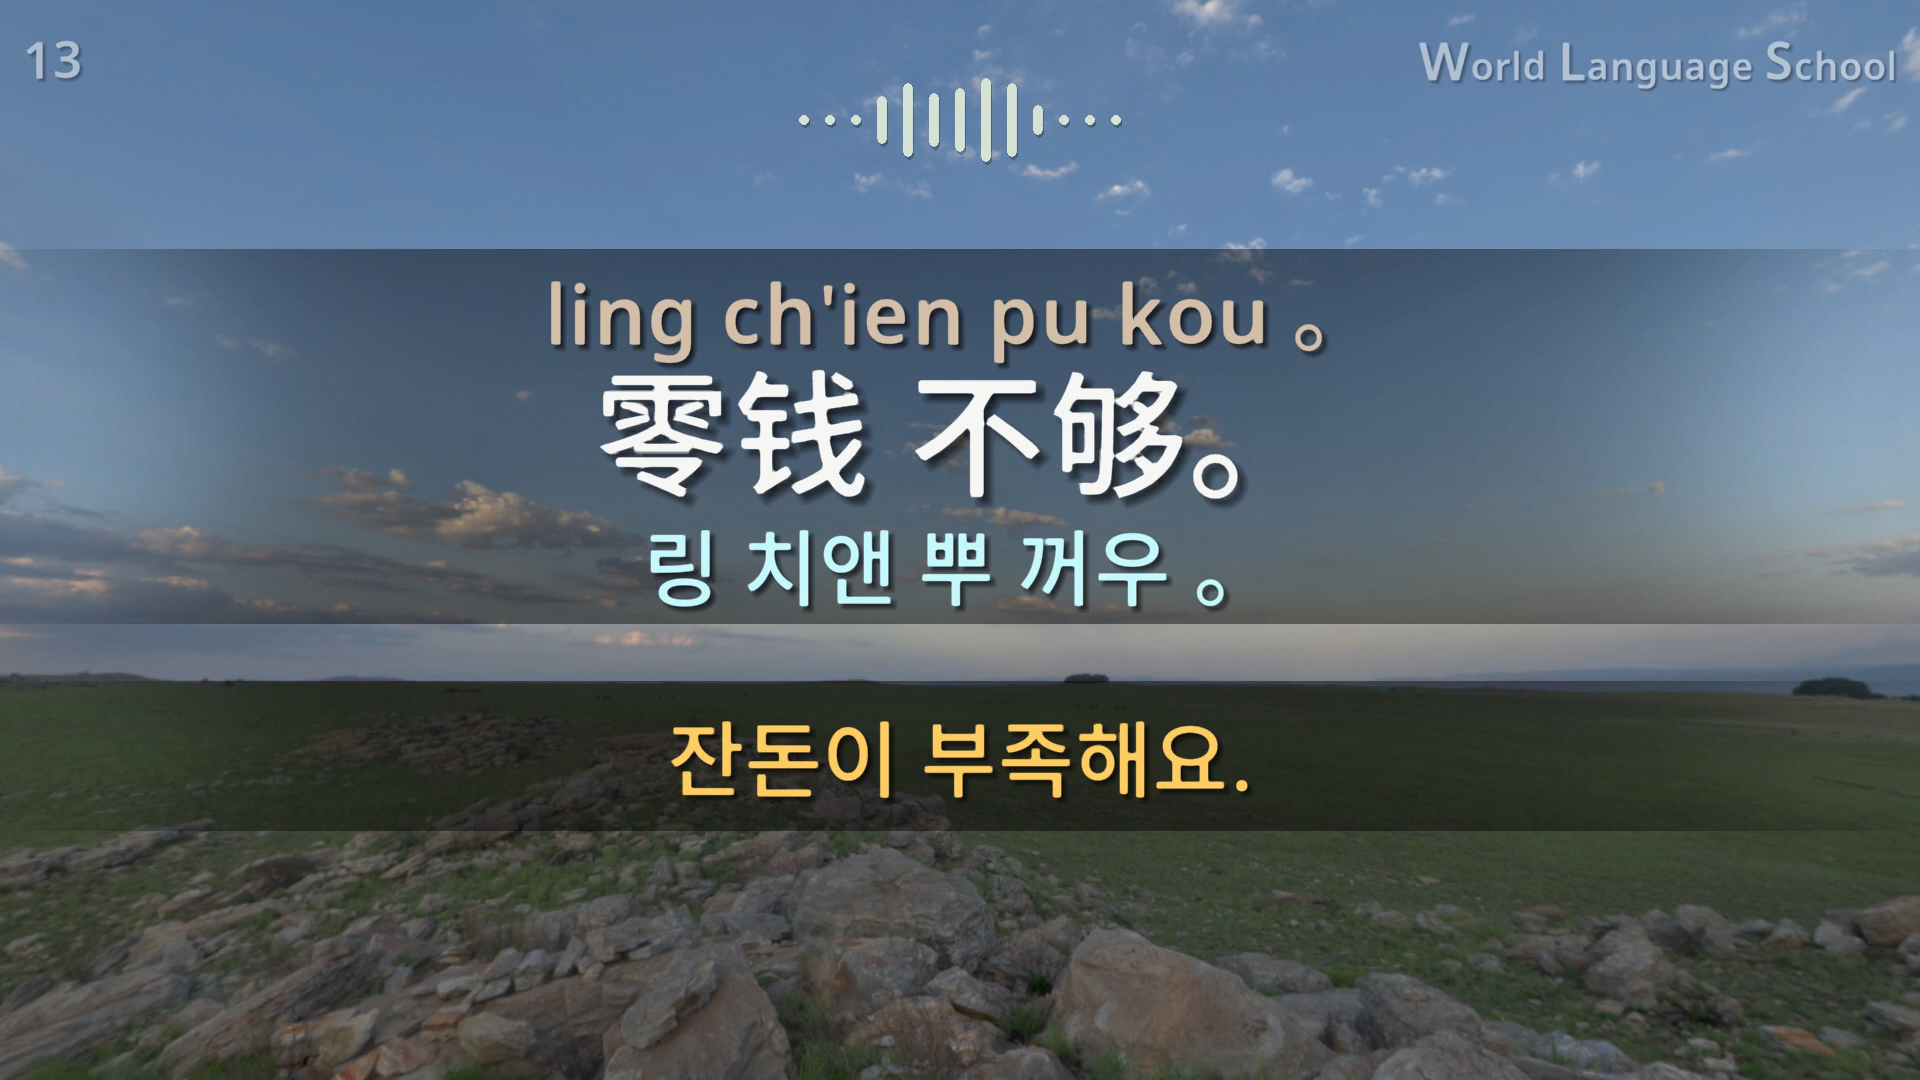 13
World Language School
ling ch'ien pu kou 。
零钱 不够。
링 치앤 뿌 꺼우 。
잔돈이 부족해요.